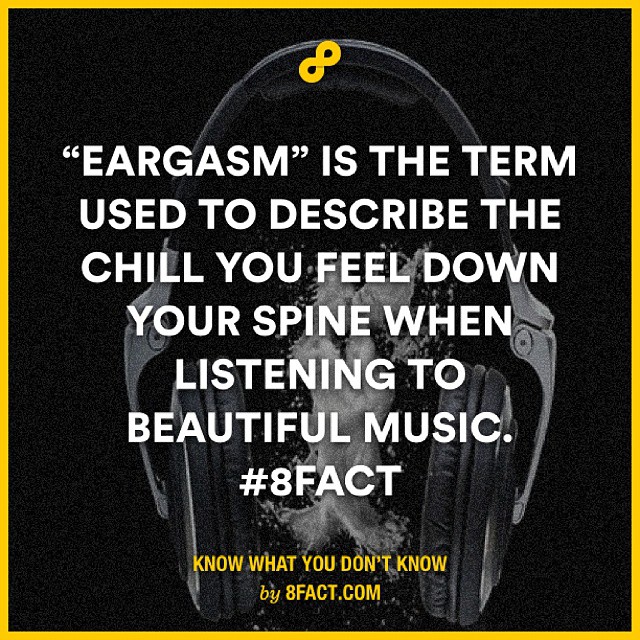 “EARGASM” IS THE TERM
USED TO DESCRIBE THE
CHILL YOU FEEL DOWN
YOUR SPINE WHEN
LISTENING TO
BEAUTIFUL MUSIC.
#8FACT
KNOW WHAT YOU DON’T KNOW
by 8FACT.COM